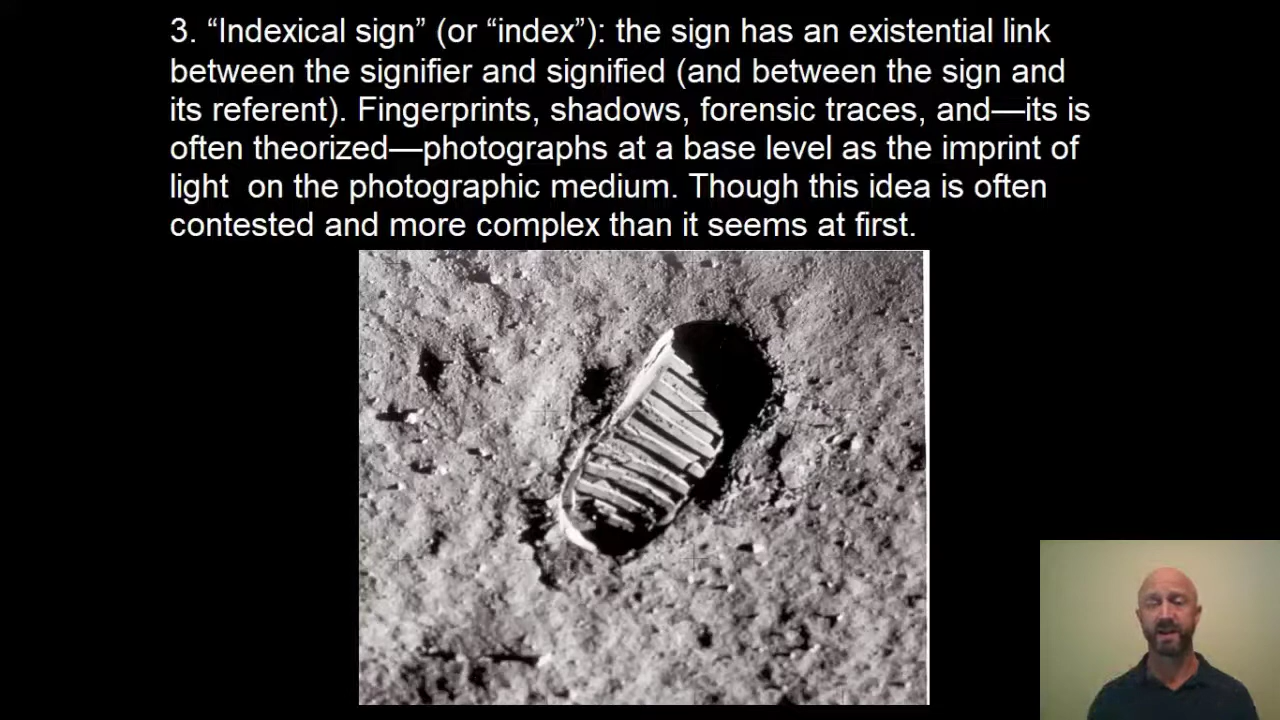 3. “Indexical sign” (or “index”): the sign has an existential link
between the signifier and signified (and between the sign and
its referent). Fingerprints, shadows, forensic traces, and—its is
often theorized—photographs at a base level as the imprint of
light  on the photographic medium. Though this idea is often
contested and more complex than it seems at first.